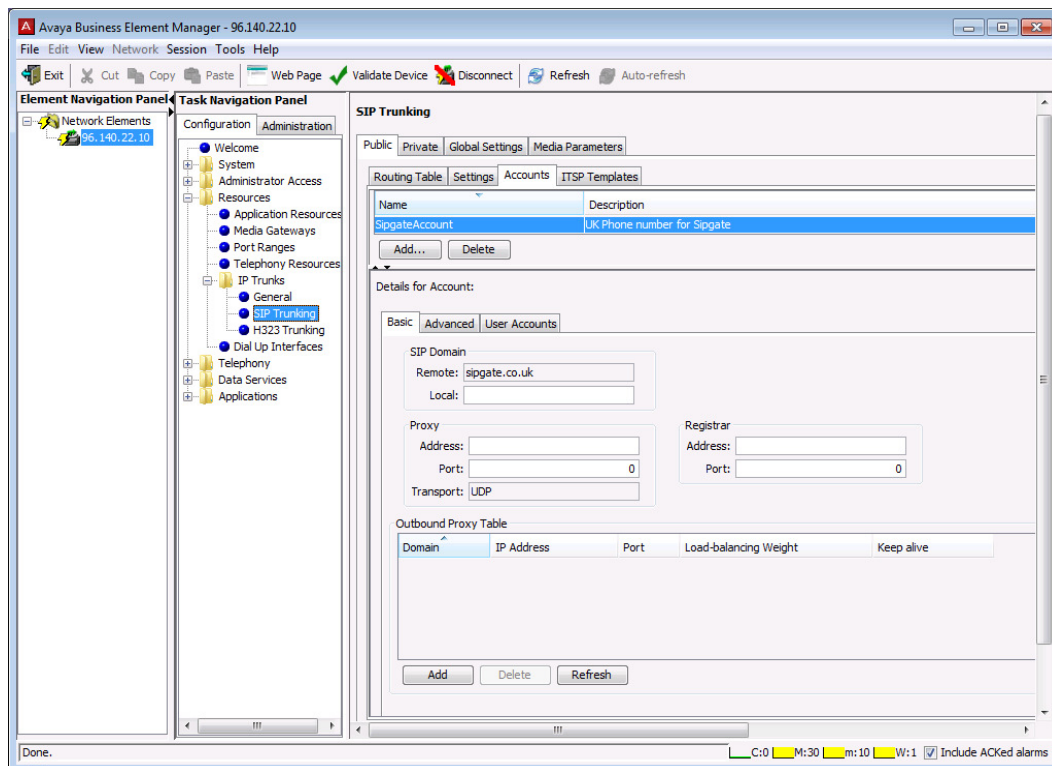 Avaya Business Element Manager - 96.140.22.10
File Edit View Network Session Tools Help
Exit Cut Copy Paste Web Page Validate Device Disconnect Refresh Auto-refresh
Element Navigation Panel
Network Elements
96.140.22.10
Task Navigation Panel
Configuration Administration
Welcome
System
Administrator Access
Resources
Application Resources
Media Gateways
Port Ranges
Telephony Resources
IP Trunks
General
SIP Trunking
H323 Trunking
Dial Up Interfaces
Telephony
Data Services
Applications
SIP Trunking
Public Private Global Settings Media Parameters
Routing Table Settings Accounts ITSP Templates
Name Description
SipgateAccount UK Phone number for Sipgate
Add... Delete
Details for Account:
Basic Advanced User Accounts
SIP Domain
Remote: sipgate.co.uk
Local:
Proxy
Address:
Port: 0
Transport: UDP
Registrar
Address:
Port: 0
Outbound Proxy Table
Domain IP Address Port Load-balancing Weight Keep alive
Add Delete Refresh
Done.
C:0 M:30 m:10 W:1 Include ACKed alarms